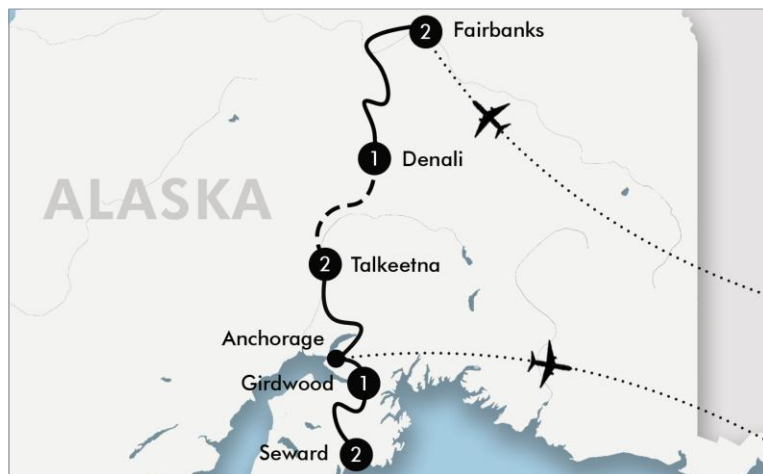 2 Fairbanks
1 Denali
ALASKA
2 Talkeetna
Anchorage
Girdwood 1
Seward 2